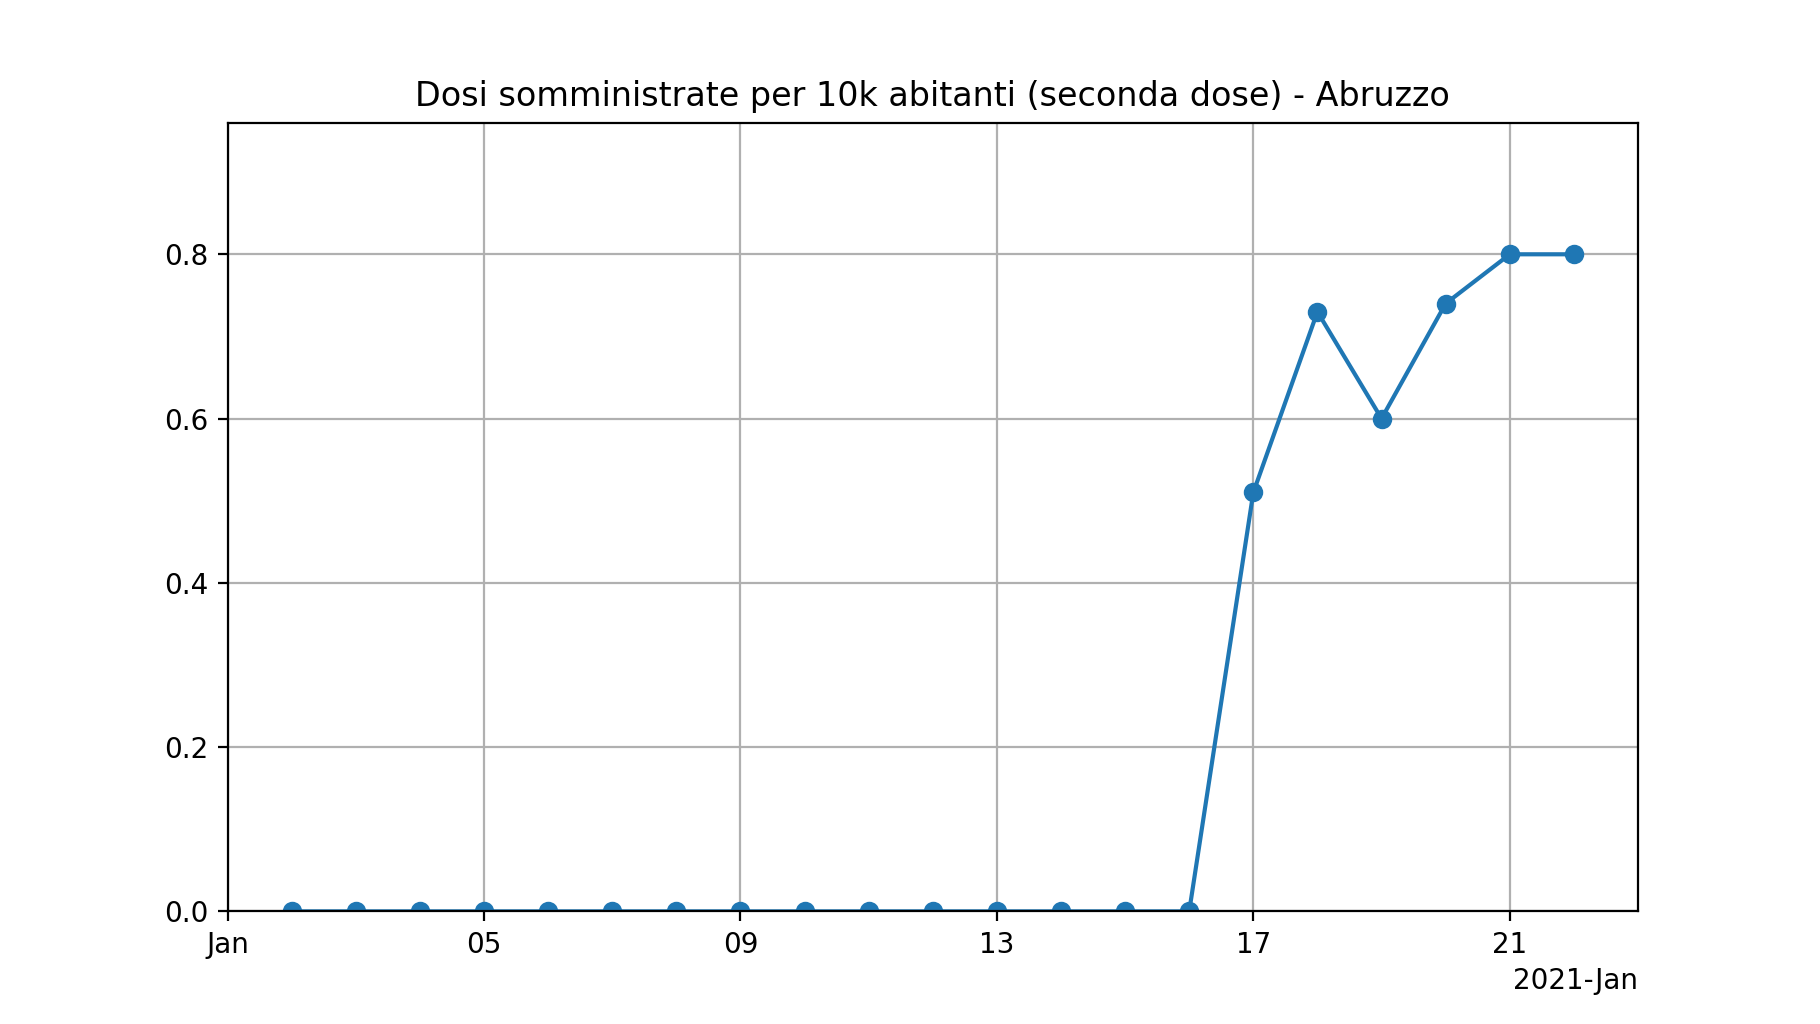 Dosi somministrate per 10k abitanti (seconda dose) - Abruzzo
0.8
0.6
0.4
0.2
0.0
Jan 05 09 13 17 21
2021-Jan